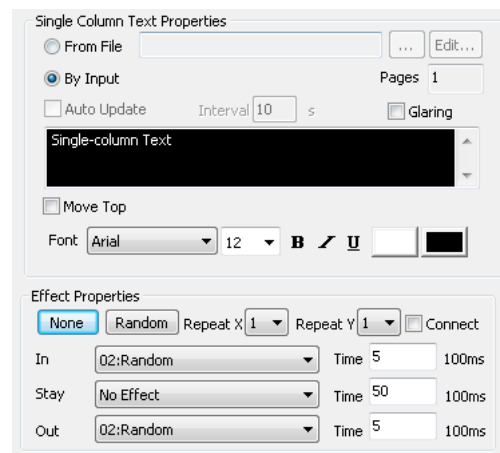 Single Column Text Properties
From File ... Edit...
By Input Pages 1
Auto Update Interval 10 s Glaring
Single-column Text
Move Top
Font Arial 12 B I U
Effect Properties
None Random Repeat X 1 Repeat Y 1 Connect
In 02:Random Time 5 100ms
Stay No Effect Time 50 100ms
Out 02:Random Time 5 100ms